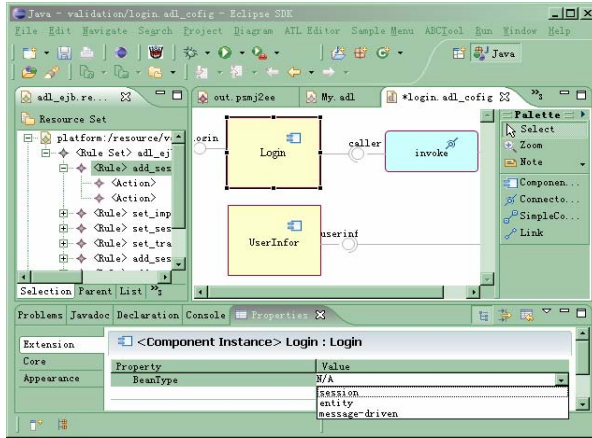 Java - validation/login.adl_cofig - Eclipse SDK
File Edit Navigate Search Project Diagram ATL Editor Sample Menu ABCTool Run Window Help
Java
adl_ejb.re...
out.psmj2ee
My.adl
*login.adl_cofig
Resource Set
platform:/resource/v
<Rule Set> adl_ej
<Rule> add_ses
<Action>
<Action>
<Rule> set_imp
<Rule> set_ses
<Rule> set_tra
<Rule> add_ses
Selection Parent List
Login
caller
invoke
UserInfor
userinf
Palette
Select
Zoom
Note
Componen...
Connecto...
SimpleCo...
Link
Problems Javadoc Declaration Console Properties
Extension
Core
Appearance
<Component Instance> Login : Login
Property Value
BeanType N/A
session
entity
message-driven